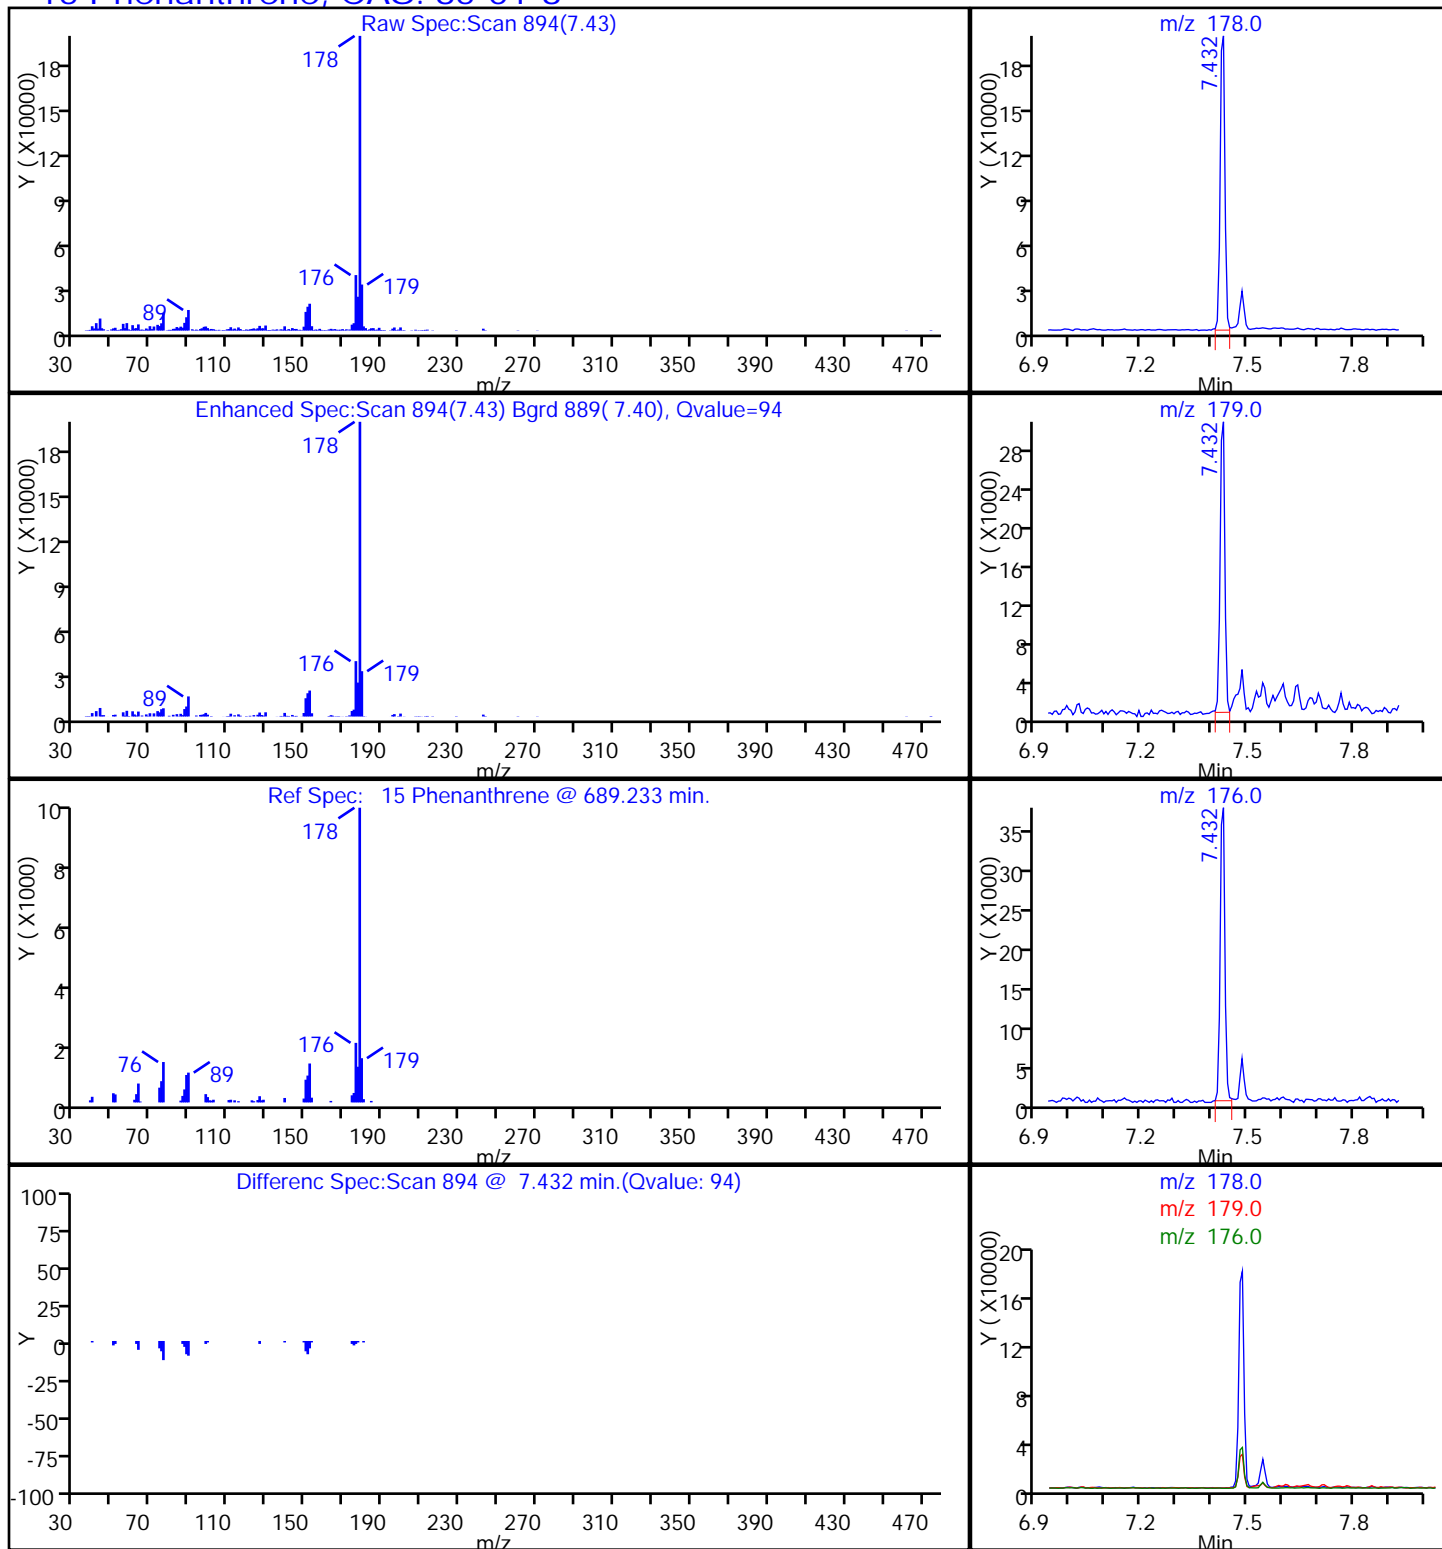 15 Phenanthrene, CAS: 85-01-8
Raw Spec:Scan 894(7.43)
178
176
179
89
Y ( X10000)
18
15
12
9
6
3
0
30 70 110 150 190 230 270 310 350 390 430 470
m/z
m/z 178.0
7.432
Y ( X10000)
18
15
12
9
6
3
0
6.9 7.2 7.5 7.8
Min
Enhanced Spec:Scan 894(7.43) Bgrd 889( 7.40), Qvalue=94
178
176
179
89
Y ( X10000)
18
15
12
9
6
3
0
30 70 110 150 190 230 270 310 350 390 430 470
m/z
m/z 179.0
7.432
Y ( X1000)
28
24
20
16
12
8
4
0
6.9 7.2 7.5 7.8
Min
Ref Spec: 15 Phenanthrene @ 689.233 min.
178
176
179
76
89
Y ( X1000)
10
8
6
4
2
0
30 70 110 150 190 230 270 310 350 390 430 470
m/z
m/z 176.0
7.432
Y ( X1000)
35
30
25
20
15
10
5
0
6.9 7.2 7.5 7.8
Min
Differenc Spec:Scan 894 @ 7.432 min.(Qvalue: 94)
Y
100
75
50
25
0
-25
-50
-75
-100
30 70 110 150 190 230 270 310 350 390 430 470
m/z
m/z 178.0
m/z 179.0
m/z 176.0
Y ( X10000)
20
16
12
8
4
0
6.9 7.2 7.5 7.8
Min